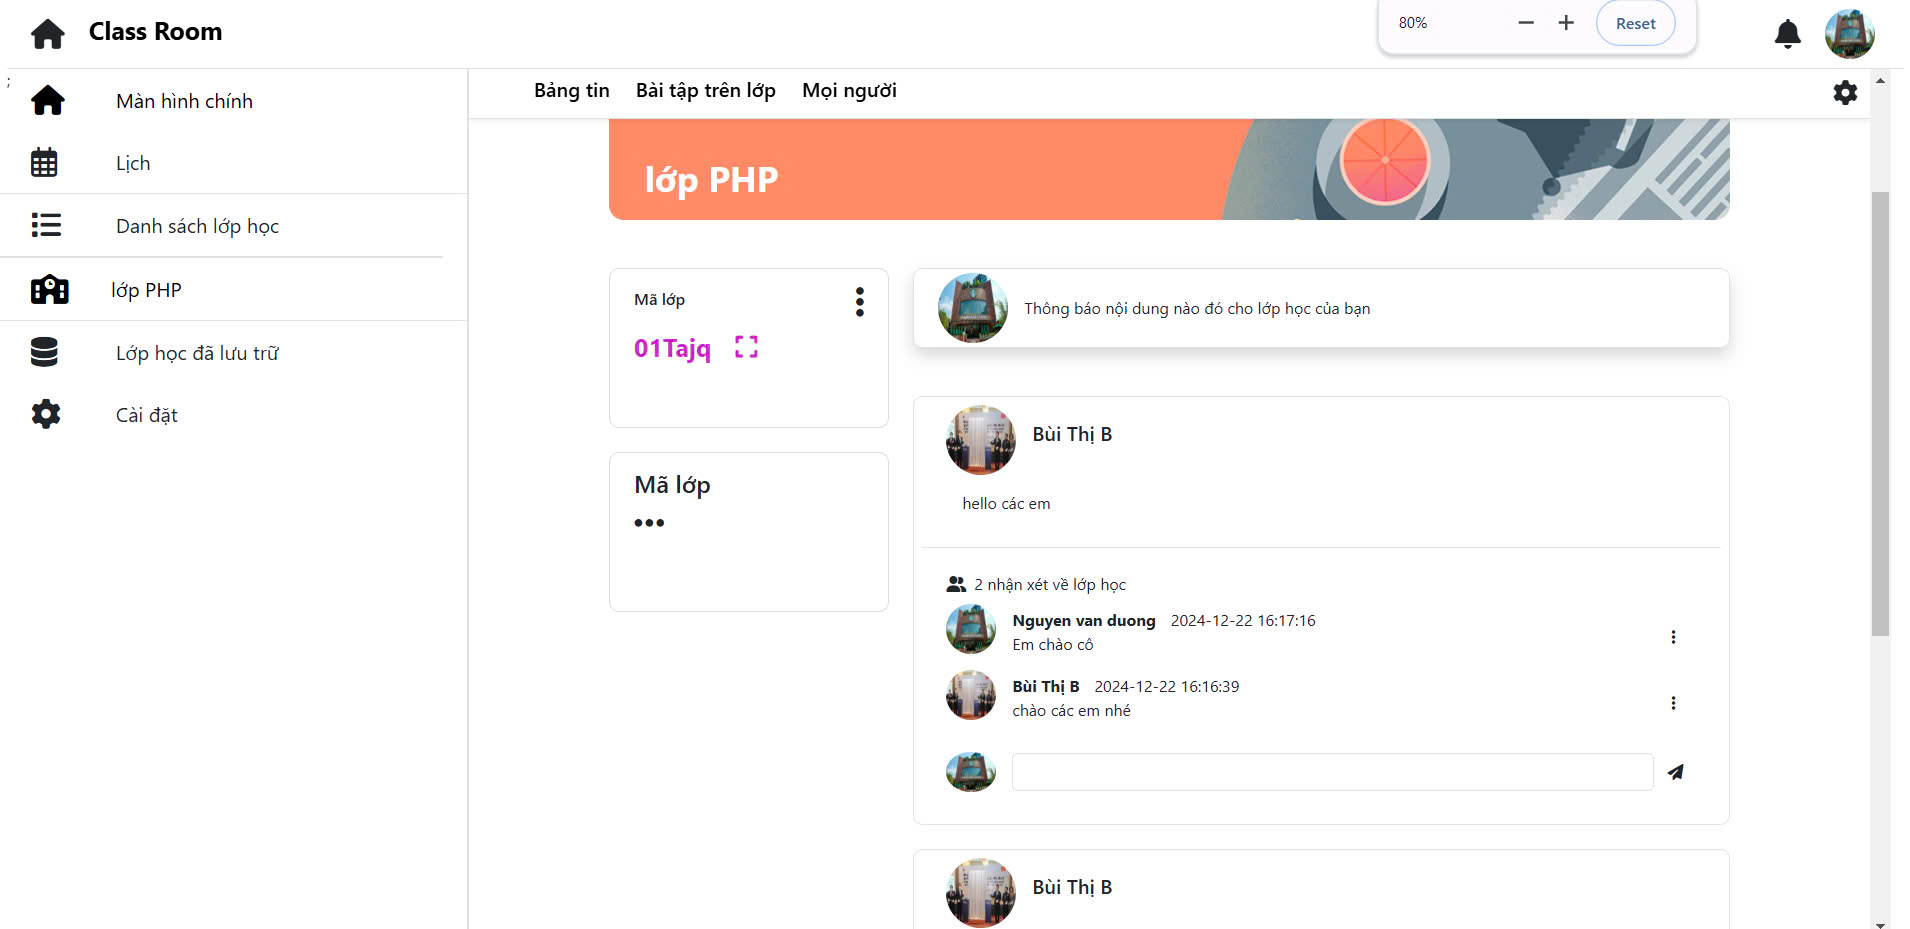 Class Room
80%
Reset
;
Màn hình chính
Lịch
Danh sách lớp học
lớp PHP
Lớp học đã lưu trữ
Cài đặt
Bảng tin Bài tập trên lớp Mọi người
lớp PHP
Mã lớp
01Tajq
Mã lớp
Thông báo nội dung nào đó cho lớp học của bạn
Bùi Thị B
hello các em
2 nhận xét về lớp học
Nguyen van duong 2024-12-22 16:17:16
Em chào cô
Bùi Thị B 2024-12-22 16:16:39
chào các em nhé
Bùi Thị B